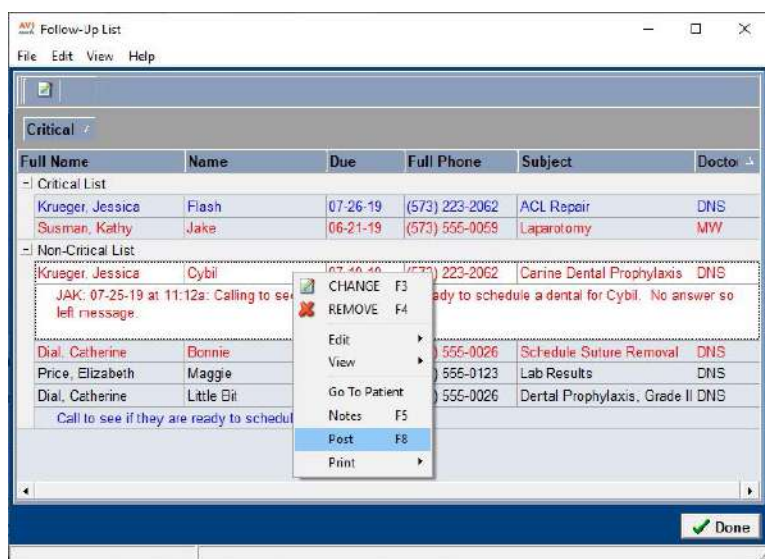 AVI Follow-Up List
File Edit View Help
Critical
Full Name Name Due Full Phone Subject Docto
Critical List
Krueger, Jessica Flash 07-26-19 (573) 223-2062 ACL Repair DNS
Susman, Kathy Jake 06-21-19 (573) 555-0059 Laparotomy MW
Non-Critical List
Krueger, Jessica Cybil 223-2062 Canine Dental Prophylaxis DNS
JAK: 07-25-19 at 11:12a: Calling to se ady to schedule a dental for Cybil. No answer so
left message.
Dial, Catherine Bonnie ) 555-0026 Schedule Suture Removal DNS
Price, Elizabeth Maggie ) 555-0123 Lab Results DNS
Dial, Catherine Little Bit ) 555-0026 Dental Prophylaxis, Grade II DNS
Call to see if they are ready to schedul
CHANGE F3
REMOVE F4
Edit
View
Go To Patient
Notes F5
Post F8
Print
Done